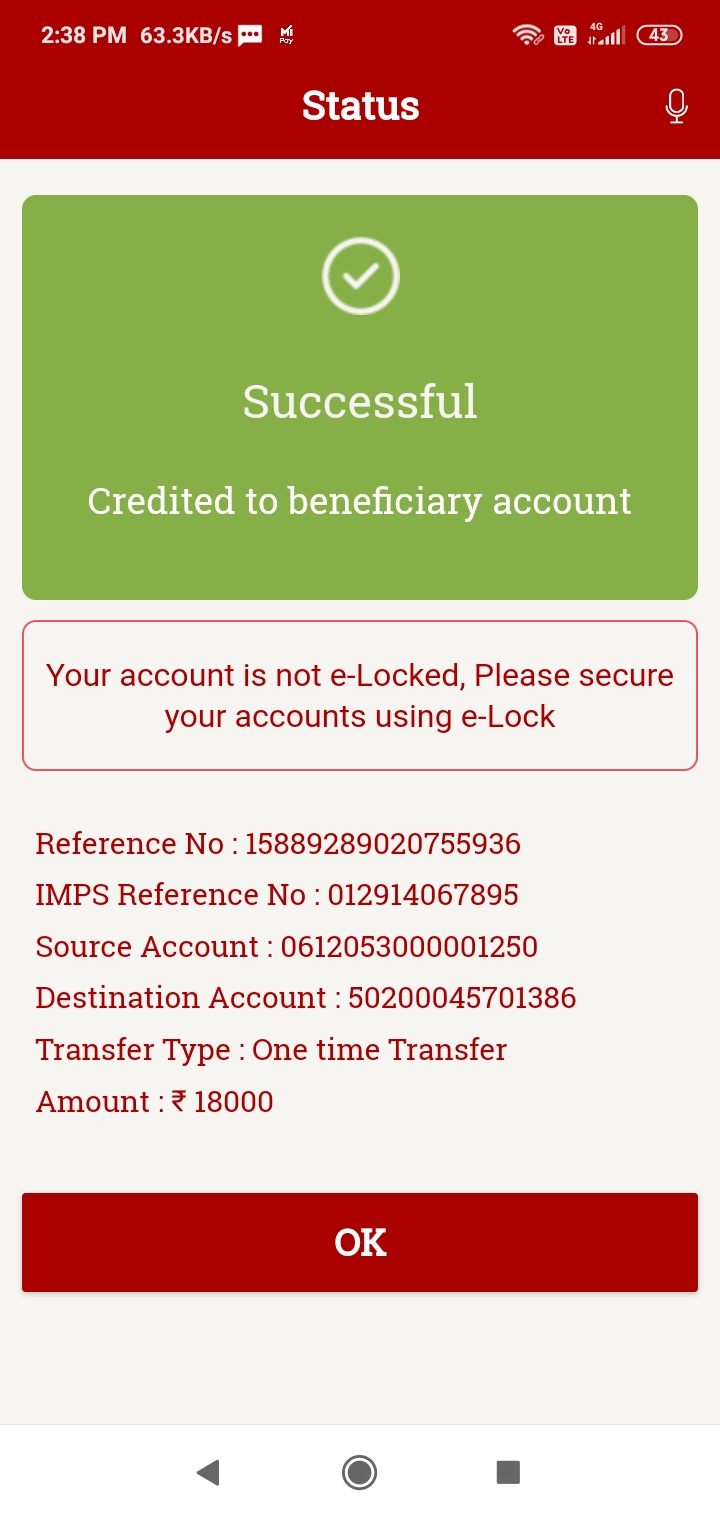 2:38 PM 63.3KB/s Mi Pay Vo LTE 4G 43
Status
Successful
Credited to beneficiary account
Your account is not e-Locked, Please secure
your accounts using e-Lock
Reference No : 15889289020755936
IMPS Reference No : 012914067895
Source Account : 0612053000001250
Destination Account : 50200045701386
Transfer Type : One time Transfer
Amount : ₹ 18000
OK